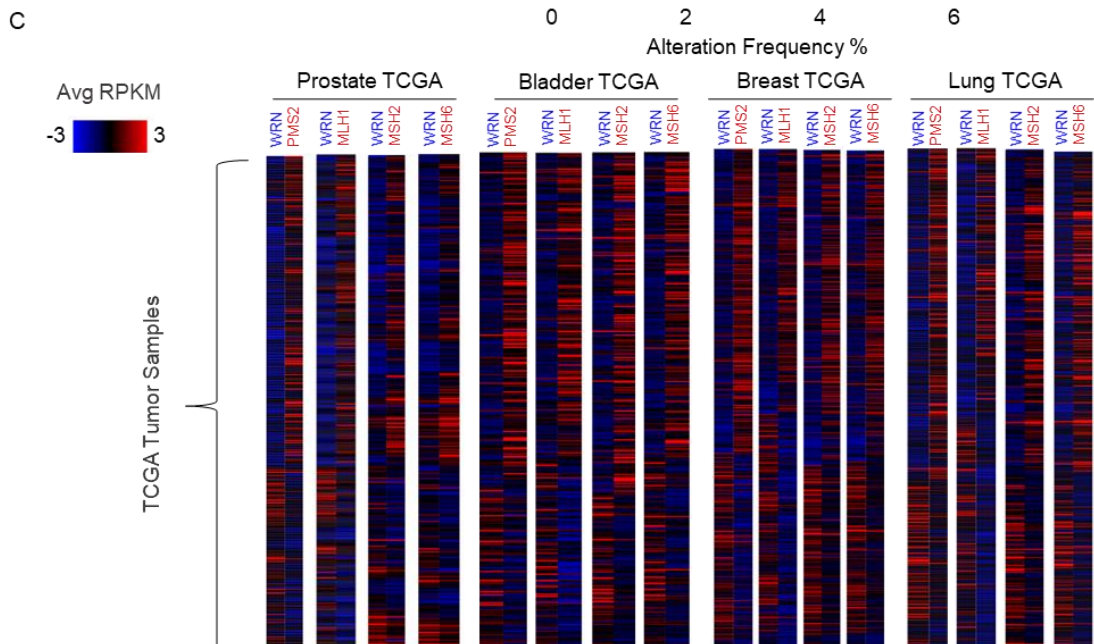 C
0 2 4 6
Alteration Frequency %
Avg RPKM
-3 3
Prostate TCGA Bladder TCGA Breast TCGA Lung TCGA
WRN PMS2 WRN MLH1 WRN MSH2 WRN MSH6 WRN PMS2 WRN MLH1 WRN MSH2 WRN MSH6 WRN PMS2 WRN MLH1 WRN MSH2 WRN MSH6 WRN PMS2 WRN MLH1 WRN MSH2 WRN MSH6
TCGA Tumor Samples